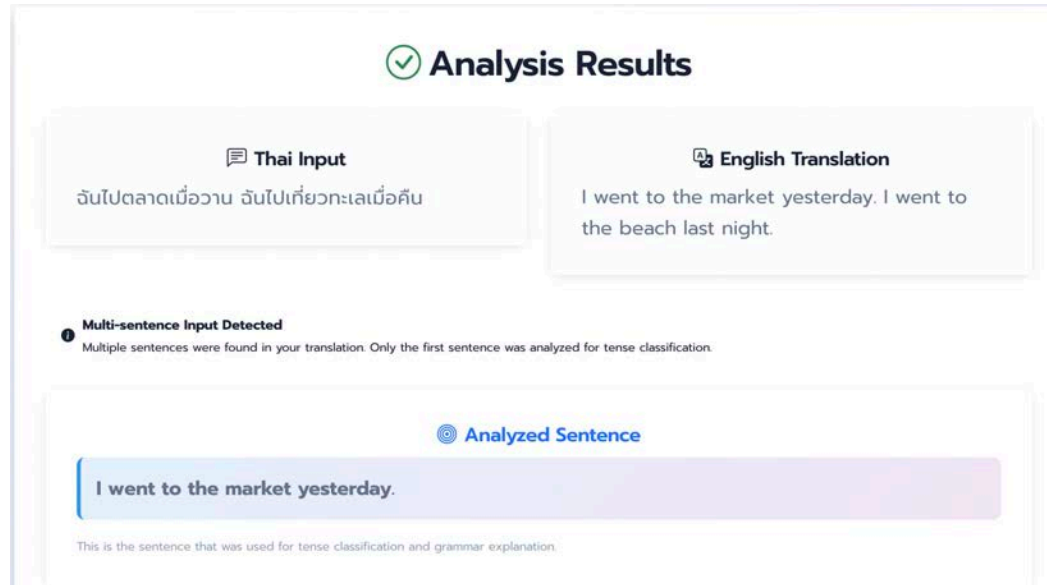 Analysis Results
Thai Input
ฉันไปตลาดเมื่อวาน ฉันไปเที่ยวทะเลเมื่อคืน
English Translation
I went to the market yesterday. I went to
the beach last night.
Multi-sentence Input Detected
Multiple sentences were found in your translation. Only the first sentence was analyzed for tense classification.
Analyzed Sentence
I went to the market yesterday.
This is the sentence that was used for tense classification and grammar explanation.